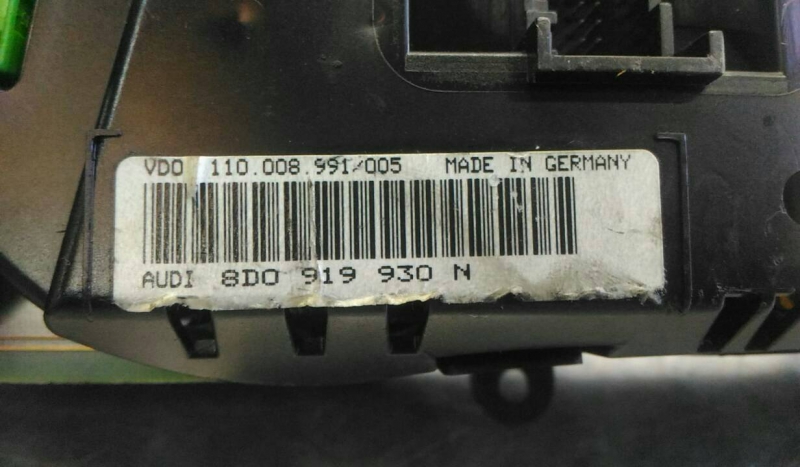 VDO 110.008.991/005 MADE IN GERMANY
AUDI 8D0 919 930 N